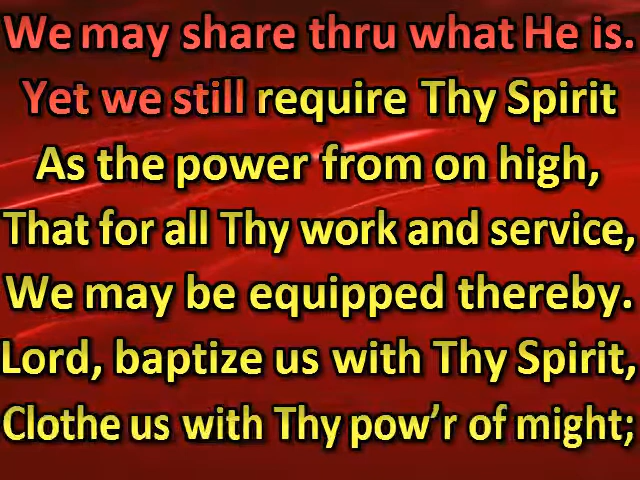 We may share thru what He is.
Yet we still require Thy Spirit
As the power from on high,
That for all Thy work and service,
We may be equipped thereby.
Lord, baptize us with Thy Spirit,
Clothe us with Thy pow’r of might;